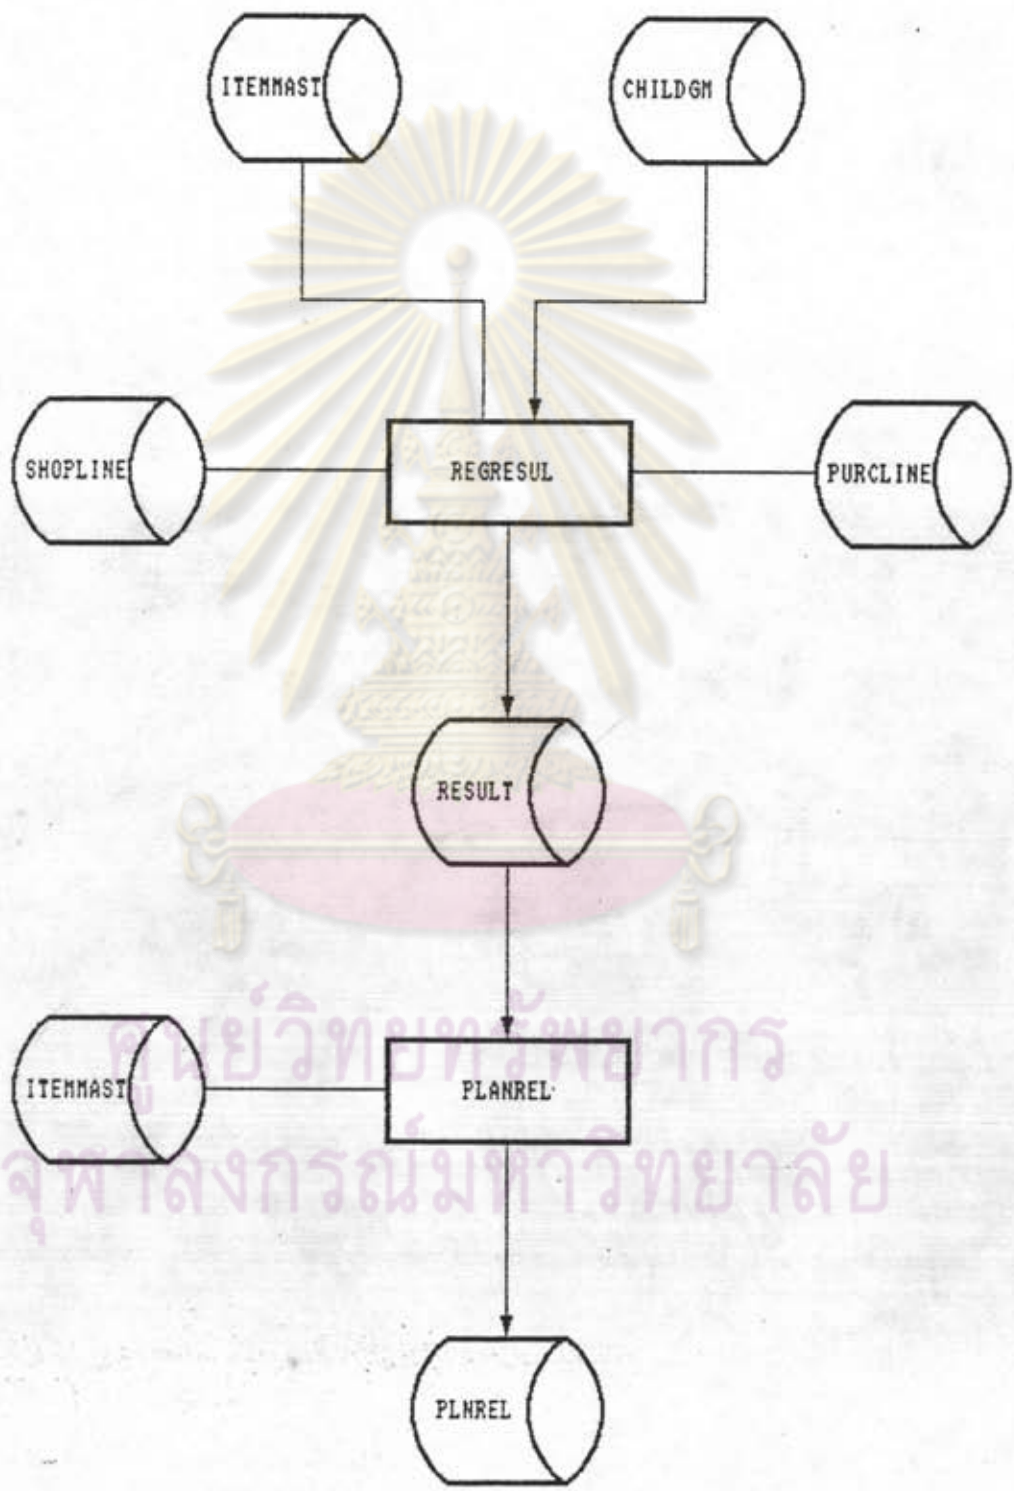 ITEMMAST
CHILDGM
SHOPLINE
REGRESUL
PURCLINE
RESULT
ศูนย์วิทยทรัพยากร
ITEMMAST
PLANREL
จุฬาลงกรณ์มหาวิทยาลัย
PLNREL